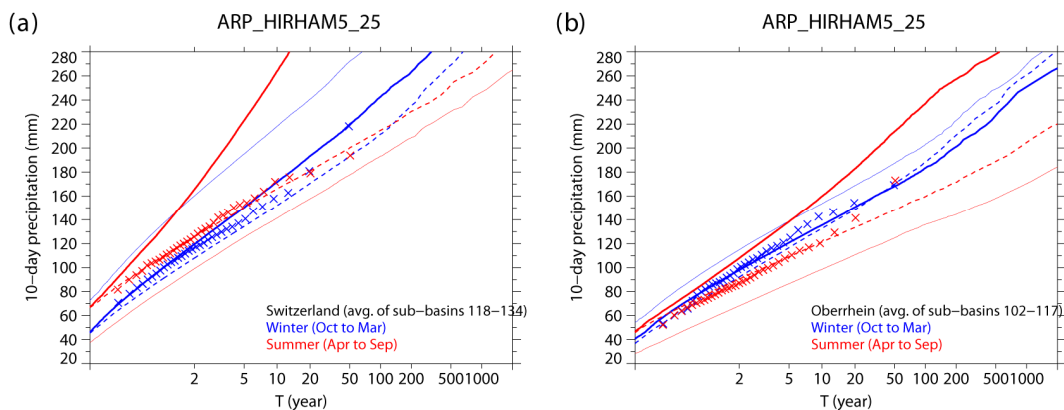 (a)
ARP_HIRHAM5_25
280
260
240
220
200
180
160
140
120
100
80
60
40
20
10−day precipitation (mm)
Switzerland (avg. of sub−basins 118−134)
Winter (Oct to Mar)
Summer (Apr to Sep)
2 5 10 20 50 100 200 500 1000
T (year)
(b)
ARP_HIRHAM5_25
280
260
240
220
200
180
160
140
120
100
80
60
40
20
10−day precipitation (mm)
Oberrhein (avg. of sub−basins 102−117)
Winter (Oct to Mar)
Summer (Apr to Sep)
2 5 10 20 50 100 200 500 1000
T (year)